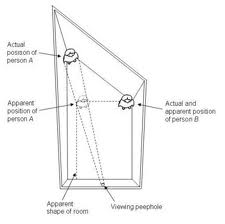 Actual
position of
person A
Apparent
position of
person A
Actual and
apparent position
of person B
Apparent
shape of room
Viewing peephole